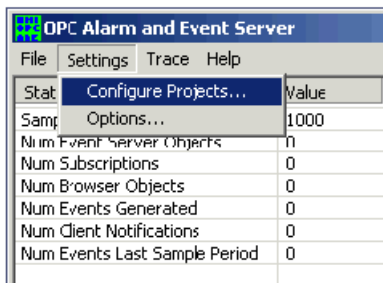 OPC Alarm and Event Server
File Settings Trace Help
Stat Value
Configure Projects...
Samp 1000
Options...
Num Event Server Objects 0
Num Subscriptions 0
Num Browser Objects 0
Num Events Generated 0
Num Client Notifications 0
Num Events Last Sample Period 0